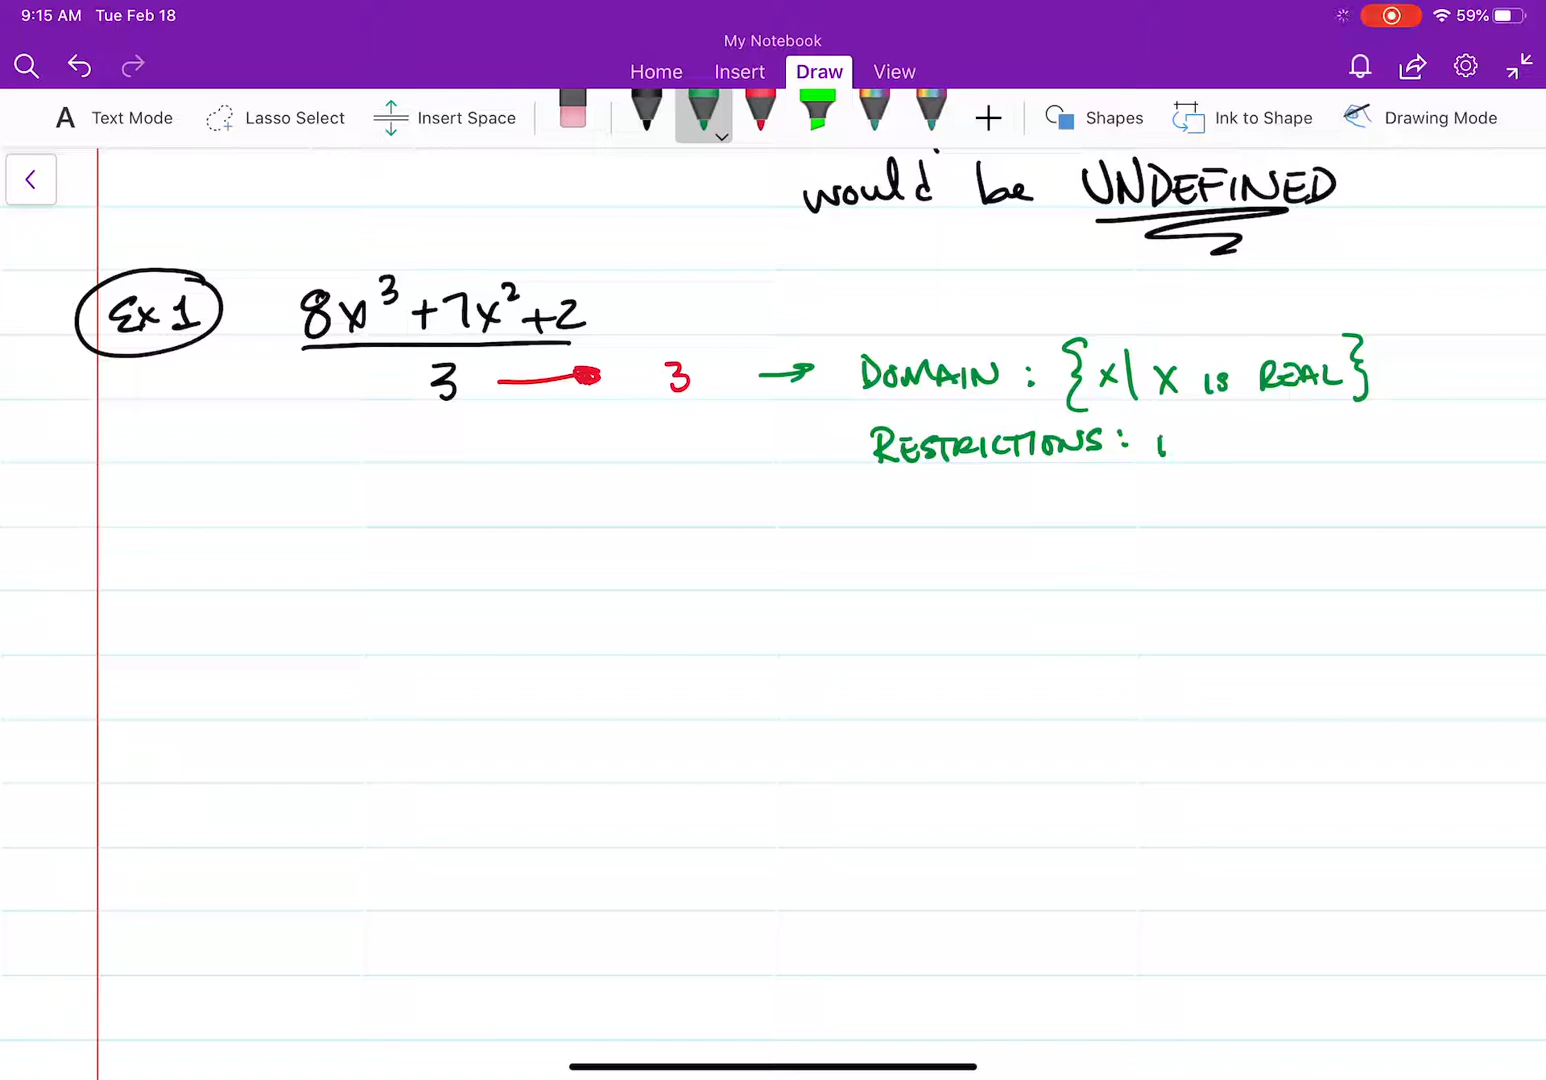 9:15 AM Tue Feb 18
59%
My Notebook
Home Insert Draw View
A Text Mode Lasso Select Insert Space Shapes Ink to Shape Drawing Mode
would be UNDEFINED
Ex 1 8x³+7x²+2
3 3 → DOMAIN : {x| x is REAL}
RESTRICTIONS :